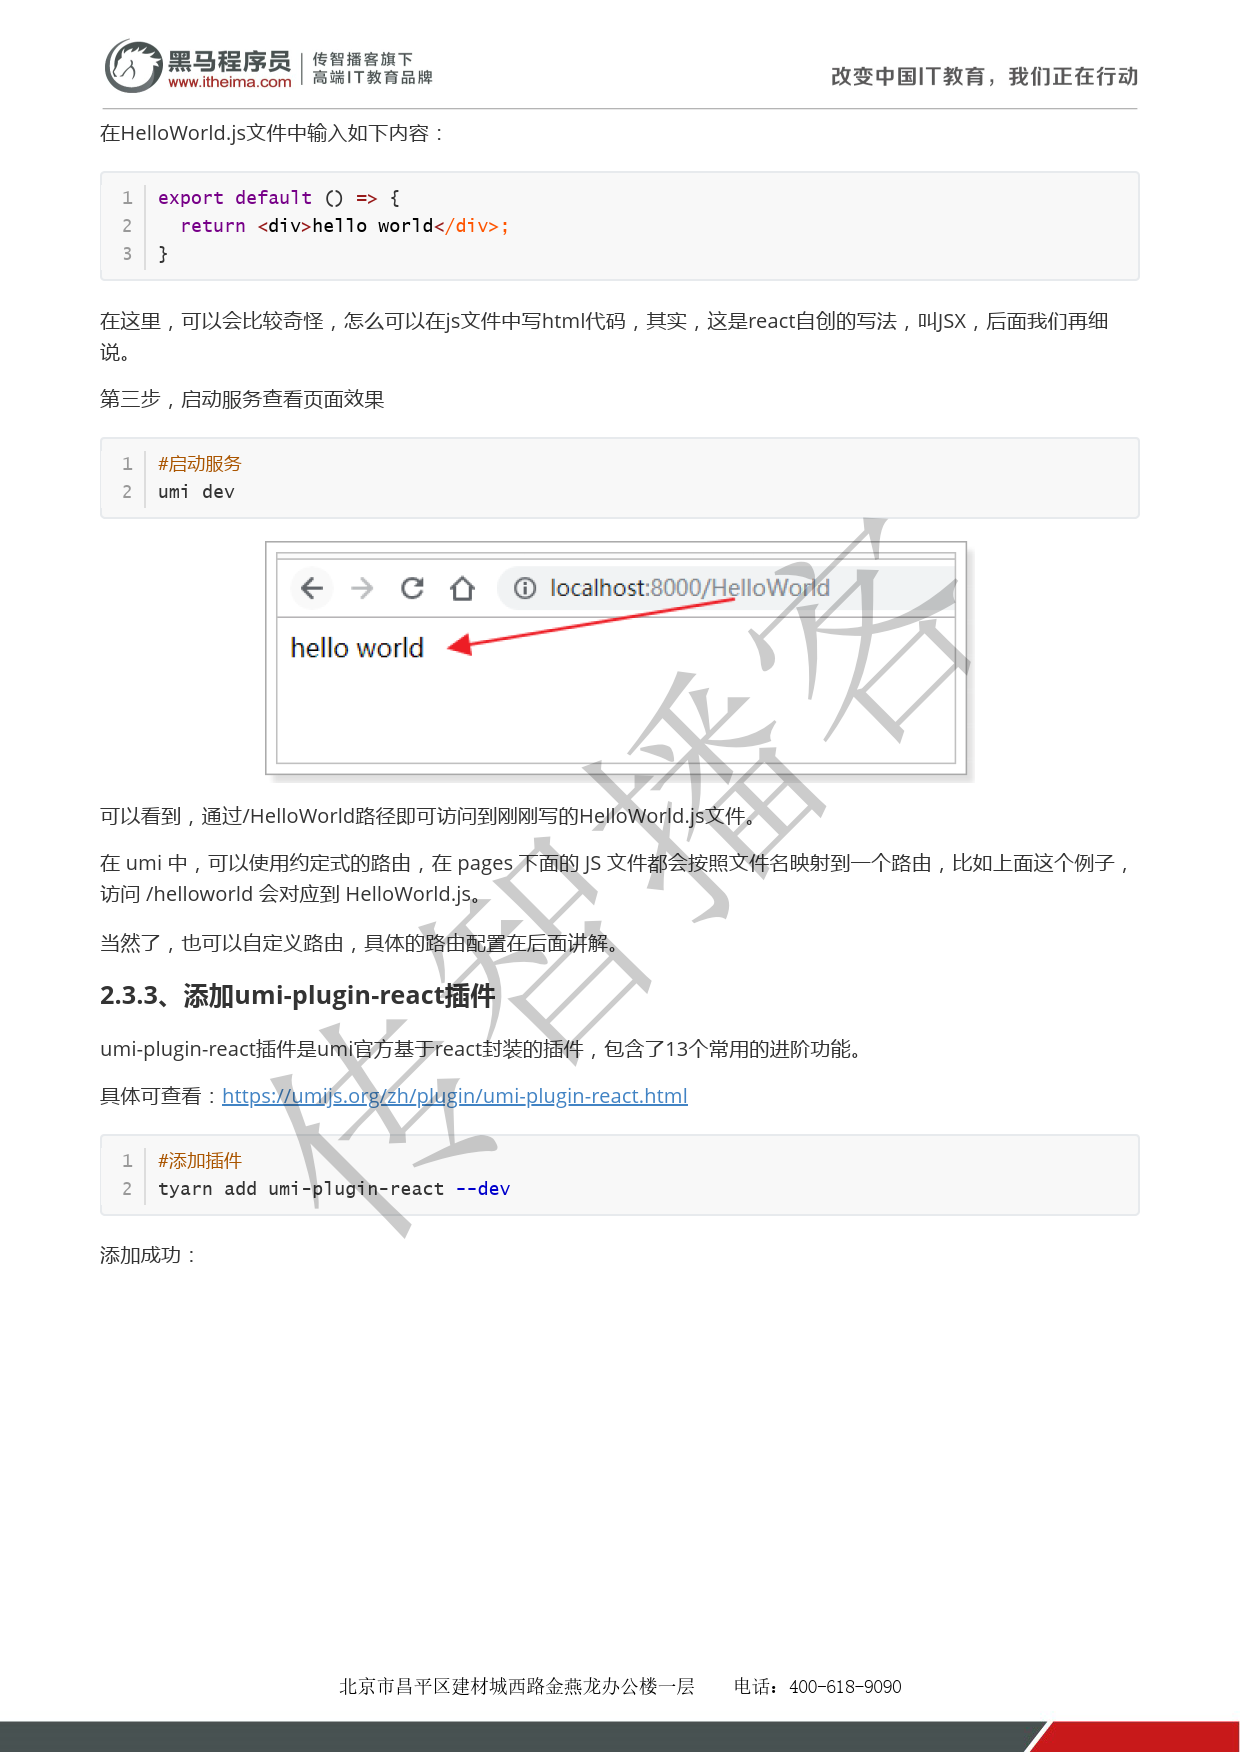 黑马程序员
www.itheima.com
传智播客旗下
高端IT教育品牌
改变中国IT教育，我们正在行动
在HelloWorld.js文件中输入如下内容：
1 export default () => {
2   return <div>hello world</div>;
3 }
在这里，可以会比较奇怪，怎么可以在js文件中写html代码，其实，这是react自创的写法，叫JSX，后面我们再细
说。
第三步，启动服务查看页面效果
1 #启动服务
2 umi dev
localhost:8000/HelloWorld
hello world
可以看到，通过/HelloWorld路径即可访问到刚刚写的HelloWorld.js文件。
在 umi 中，可以使用约定式的路由，在 pages 下面的 JS 文件都会按照文件名映射到一个路由，比如上面这个例子，
访问 /helloworld 会对应到 HelloWorld.js。
当然了，也可以自定义路由，具体的路由配置在后面讲解。
2.3.3、添加umi-plugin-react插件
umi-plugin-react插件是umi官方基于react封装的插件，包含了13个常用的进阶功能。
具体可查看：https://umijs.org/zh/plugin/umi-plugin-react.html
1 #添加插件
2 tyarn add umi-plugin-react --dev
添加成功：
传智播客
北京市昌平区建材城西路金燕龙办公楼一层 电话：400-618-9090